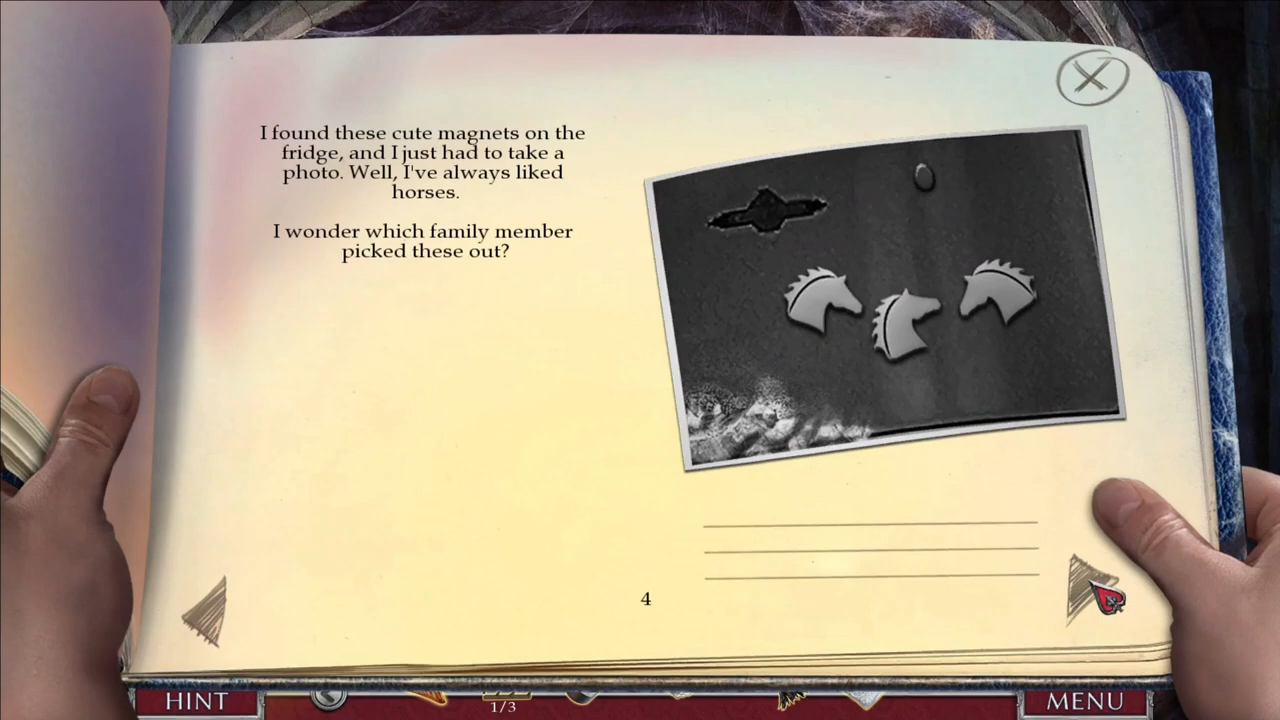 I found these cute magnets on the
fridge, and I just had to take a
photo. Well, I've always liked
horses.
I wonder which family member
picked these out?
4
HINT
1/3
MENU